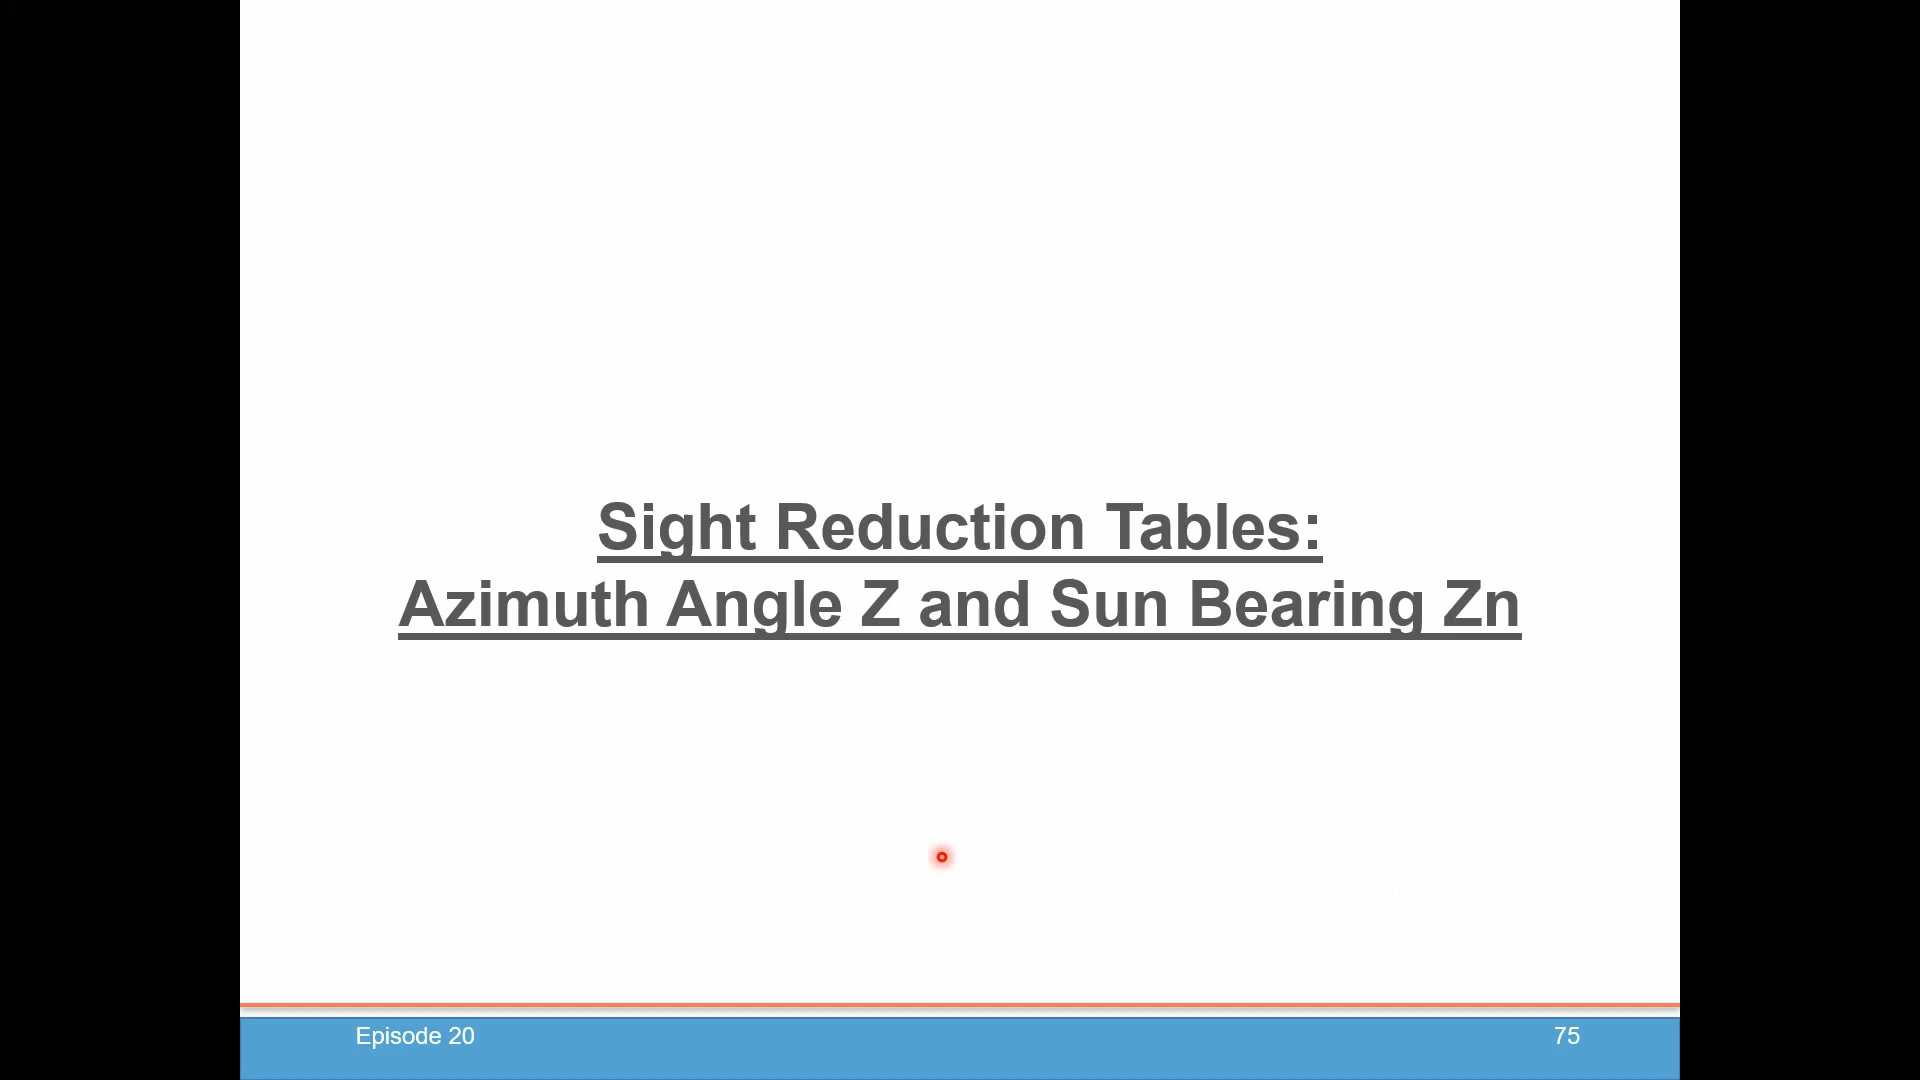 Sight Reduction Tables:
Azimuth Angle Z and Sun Bearing Zn
Episode 20
75